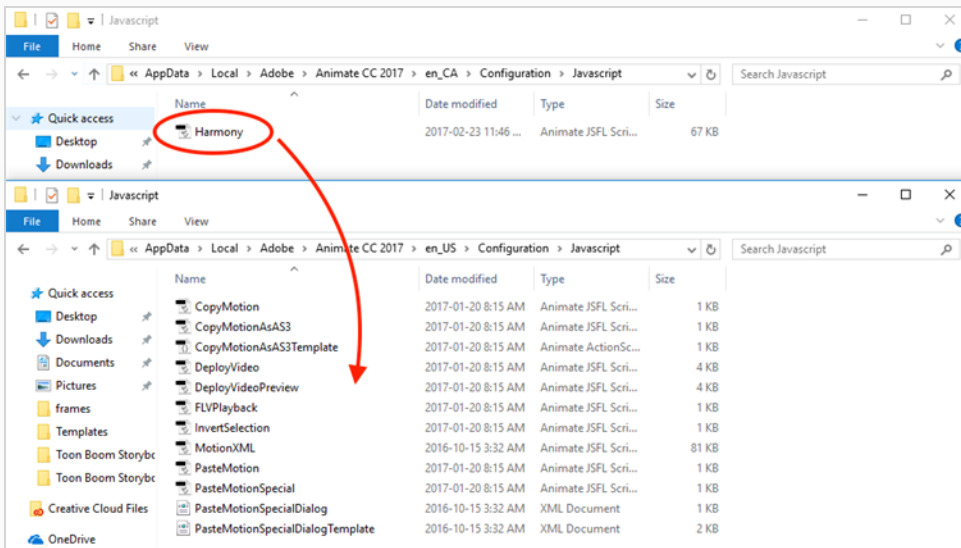 Javascript
File Home Share View
« AppData > Local > Adobe > Animate CC 2017 > en_CA > Configuration > Javascript
Search Javascript
Name Date modified Type Size
Quick access
Harmony 2017-02-23 11:46 ... Animate JSFL Scri... 67 KB
Desktop
Downloads
Javascript
File Home Share View
« AppData > Local > Adobe > Animate CC 2017 > en_US > Configuration > Javascript
Search Javascript
Name Date modified Type Size
Quick access
CopyMotion 2017-01-20 8:15 AM Animate JSFL Scri... 1 KB
Desktop
CopyMotionAsAS3 2017-01-20 8:15 AM Animate JSFL Scri... 1 KB
Downloads
CopyMotionAsAS3Template 2017-01-20 8:15 AM Animate ActionSc... 1 KB
Documents
DeployVideo 2017-01-20 8:15 AM Animate JSFL Scri... 4 KB
Pictures
DeployVideoPreview 2017-01-20 8:15 AM Animate JSFL Scri... 4 KB
frames
FLVPlayback 2017-01-20 8:15 AM Animate JSFL Scri... 1 KB
Templates
InvertSelection 2017-01-20 8:15 AM Animate JSFL Scri... 1 KB
Toon Boom Storybo
MotionXML 2016-10-15 3:32 AM Animate JSFL Scri... 81 KB
Toon Boom Storybo
PasteMotion 2017-01-20 8:15 AM Animate JSFL Scri... 1 KB
PasteMotionSpecial 2017-01-20 8:15 AM Animate JSFL Scri... 1 KB
Creative Cloud Files
PasteMotionSpecialDialog 2016-10-15 3:32 AM XML Document 1 KB
PasteMotionSpecialDialogTemplate 2016-10-15 3:32 AM XML Document 2 KB
OneDrive